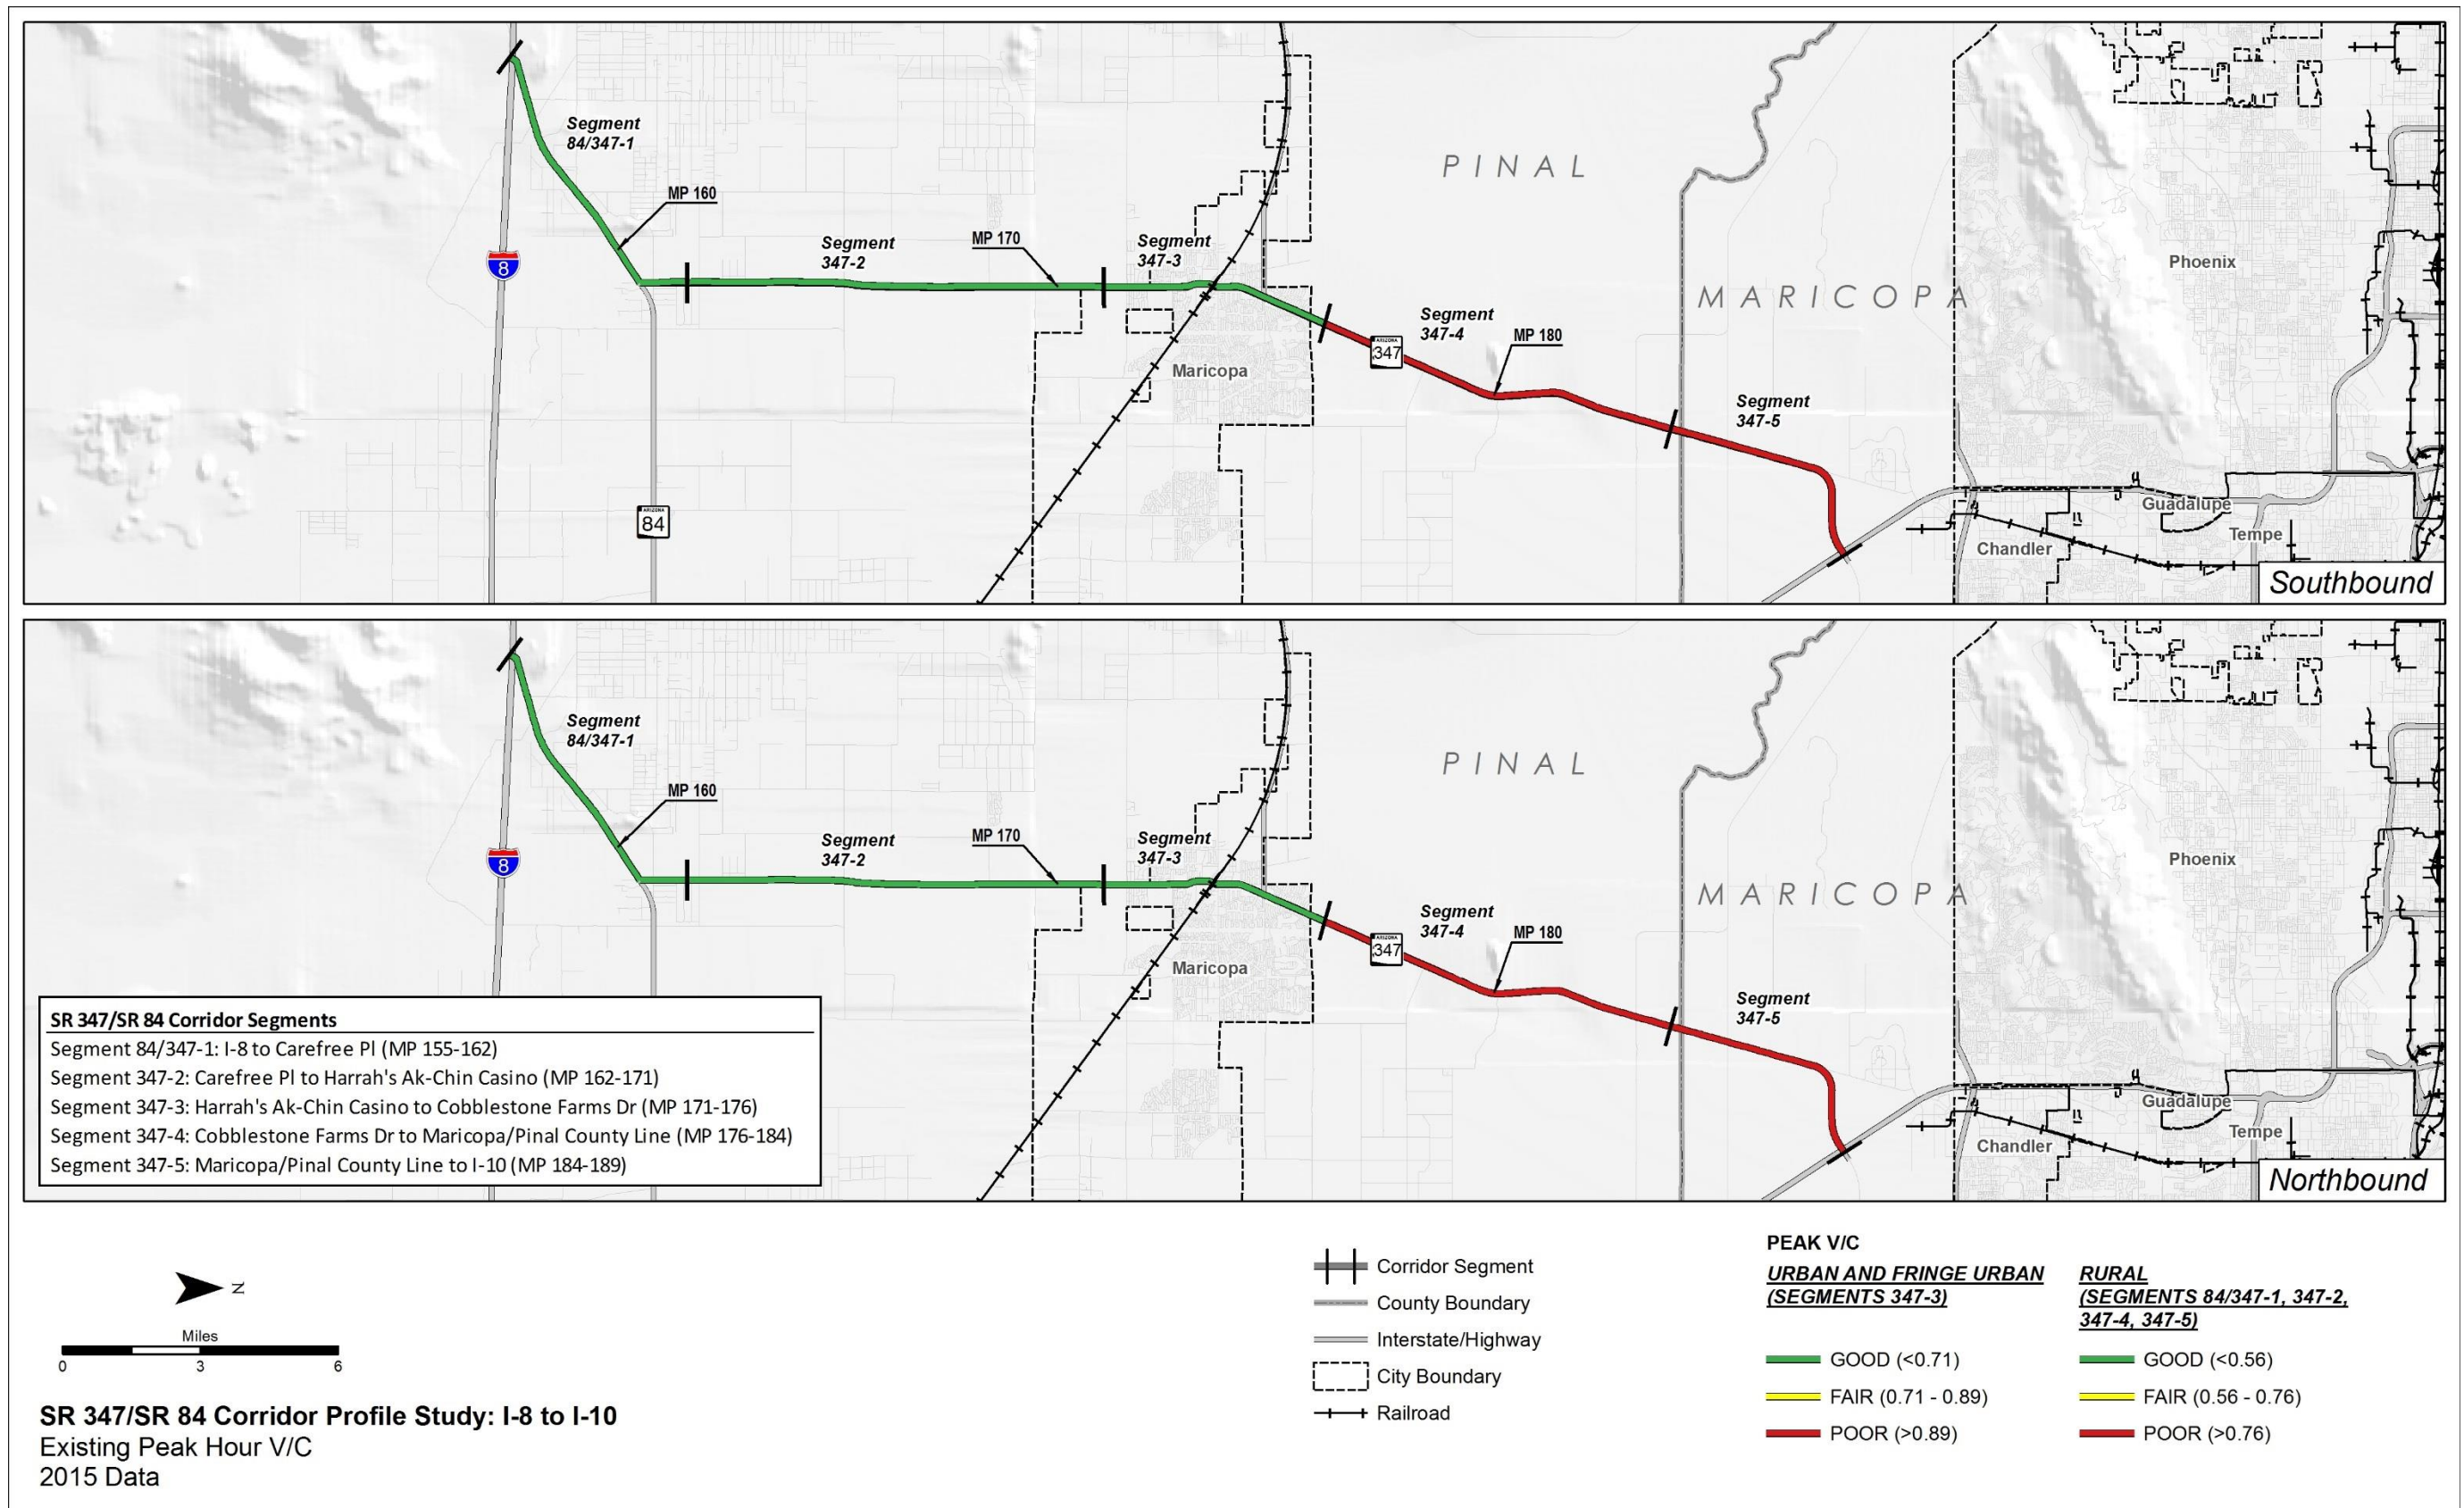 Segment
84/347-1
MP 160
8
Segment
347-2
MP 170
Segment
347-3
PINAL
MARICOPA
Phoenix
Segment
347-4
ARIZONA
347
MP 180
Maricopa
Segment
347-5
ARIZONA
84
Guadalupe
Tempe
Chandler
Southbound
Segment
84/347-1
MP 160
8
Segment
347-2
MP 170
Segment
347-3
PINAL
MARICOPA
Phoenix
Segment
347-4
ARIZONA
347
MP 180
Maricopa
Segment
347-5
Guadalupe
Tempe
Chandler
Northbound
SR 347/SR 84 Corridor Segments
Segment 84/347-1: I-8 to Carefree Pl (MP 155-162)
Segment 347-2: Carefree Pl to Harrah's Ak-Chin Casino (MP 162-171)
Segment 347-3: Harrah's Ak-Chin Casino to Cobblestone Farms Dr (MP 171-176)
Segment 347-4: Cobblestone Farms Dr to Maricopa/Pinal County Line (MP 176-184)
Segment 347-5: Maricopa/Pinal County Line to I-10 (MP 184-189)
N
Miles
0 3 6
SR 347/SR 84 Corridor Profile Study: I-8 to I-10
Existing Peak Hour V/C
2015 Data
Corridor Segment
County Boundary
Interstate/Highway
City Boundary
Railroad
PEAK V/C
URBAN AND FRINGE URBAN
(SEGMENTS 347-3)
GOOD (<0.71)
FAIR (0.71 - 0.89)
POOR (>0.89)
RURAL
(SEGMENTS 84/347-1, 347-2,
347-4, 347-5)
GOOD (<0.56)
FAIR (0.56 - 0.76)
POOR (>0.76)